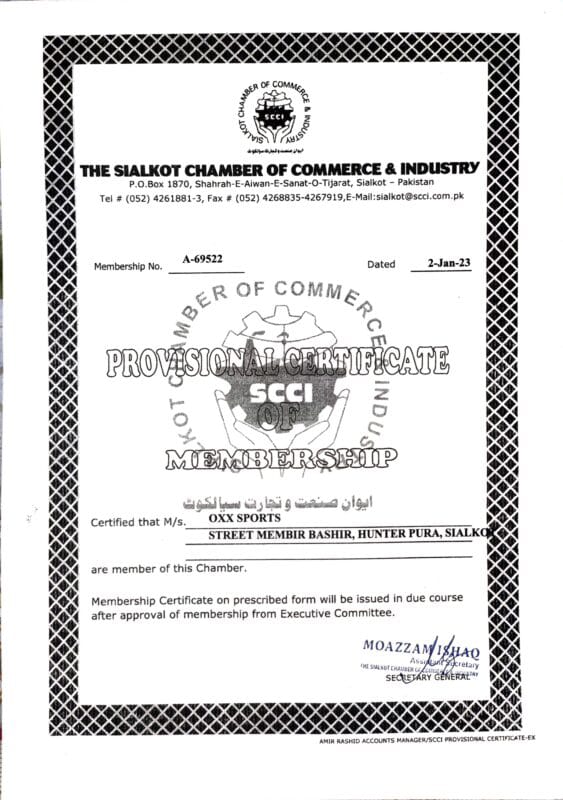 SIALKOT CHAMBER OF COMMERCE & INDUSTRY
SCCI
ایوان صنعت و تجارت سیالکوٹ
THE SIALKOT CHAMBER OF COMMERCE & INDUSTRY
P.O.Box 1870, Shahrah-E-Aiwan-E-Sanat-O-Tijarat, Sialkot – Pakistan
Tel # (052) 4261881-3, Fax # (052) 4268835-4267919,E-Mail:sialkot@scci.com.pk
Membership No. A-69522 Dated 2-Jan-23
SIALKOT CHAMBER OF COMMERCE & INDUSTRY
PROVISIONAL CERTIFICATE
SCCI
OF
MEMBERSHIP
ایوان صنعت و تجارت سیالکوٹ
Certified that M/s. OXX SPORTS
STREET MEMBIR BASHIR, HUNTER PURA, SIALKOT
are member of this Chamber.
Membership Certificate on prescribed form will be issued in due course
after approval of membership from Executive Committee.
MOAZZAM ISHAQ
Assistant Secretary
THE SIALKOT CHAMBER OF COMMERCE & INDUSTRY
SECRETARY GENERAL
AMIR RASHID ACCOUNTS MANAGER/SCCI PROVISIONAL CERTIFICATE-EX